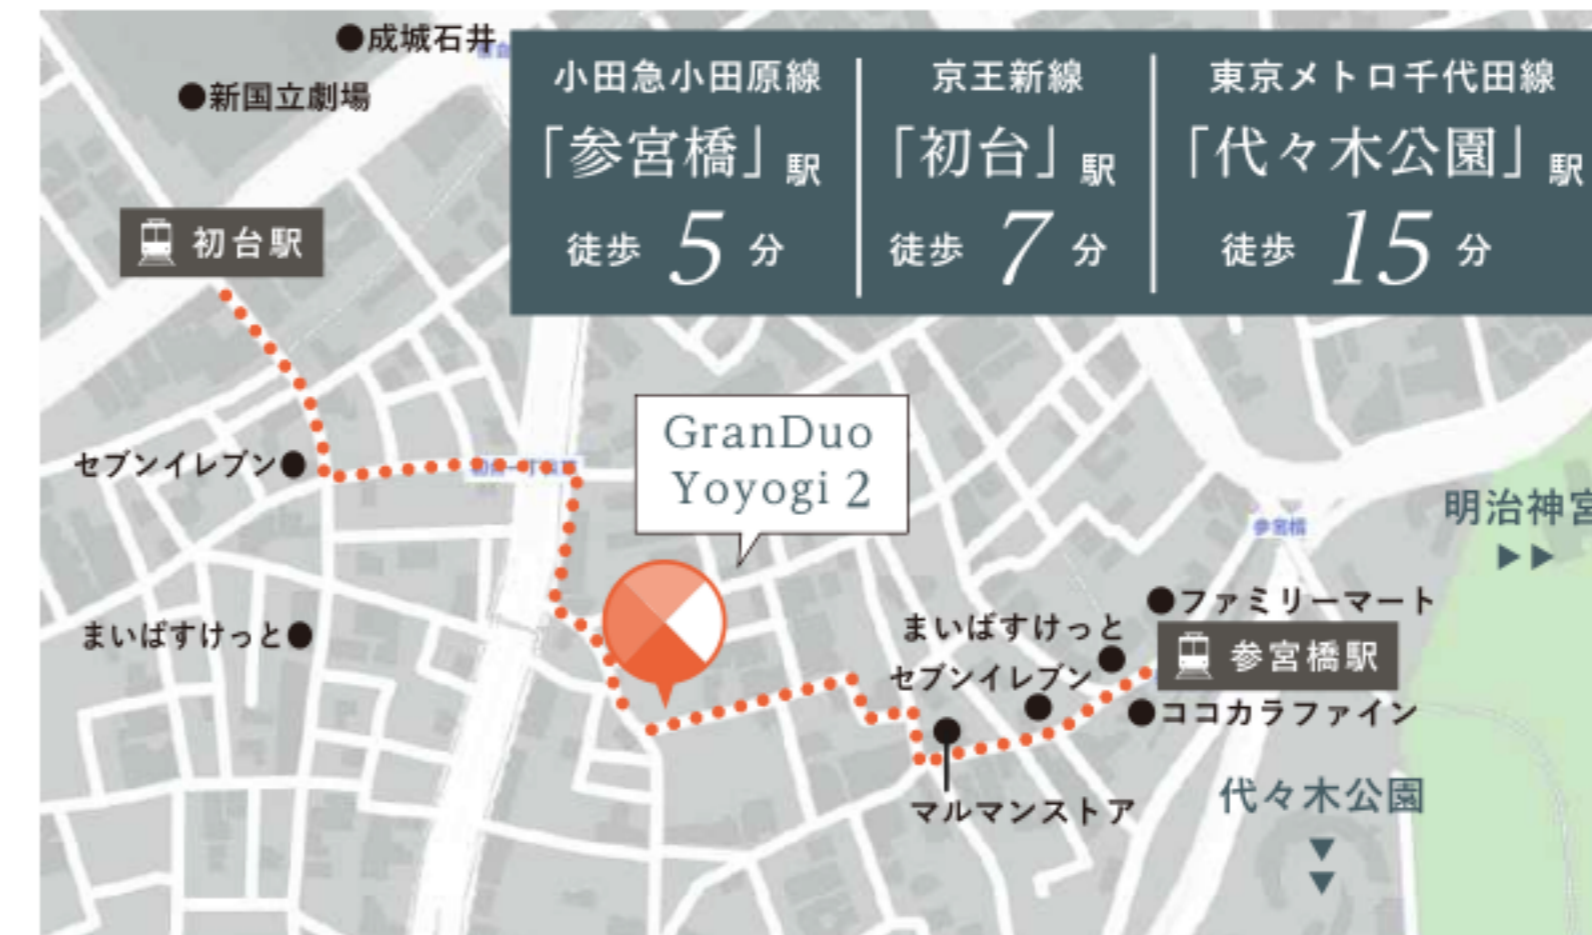 ●成城石井
●新国立劇場
小田急小田原線
「参宮橋」駅
徒歩 5 分
京王新線
「初台」駅
徒歩 7 分
東京メトロ千代田線
「代々木公園」駅
徒歩 15 分
初台駅
GranDuo
Yoyogi 2
セブンイレブン●
まいばすけっと●
参宮橋
明治神宮
▶▶
●ファミリーマート
まいばすけっと
参宮橋駅
セブンイレブン
●ココカラファイン
マルマンストア
代々木公園